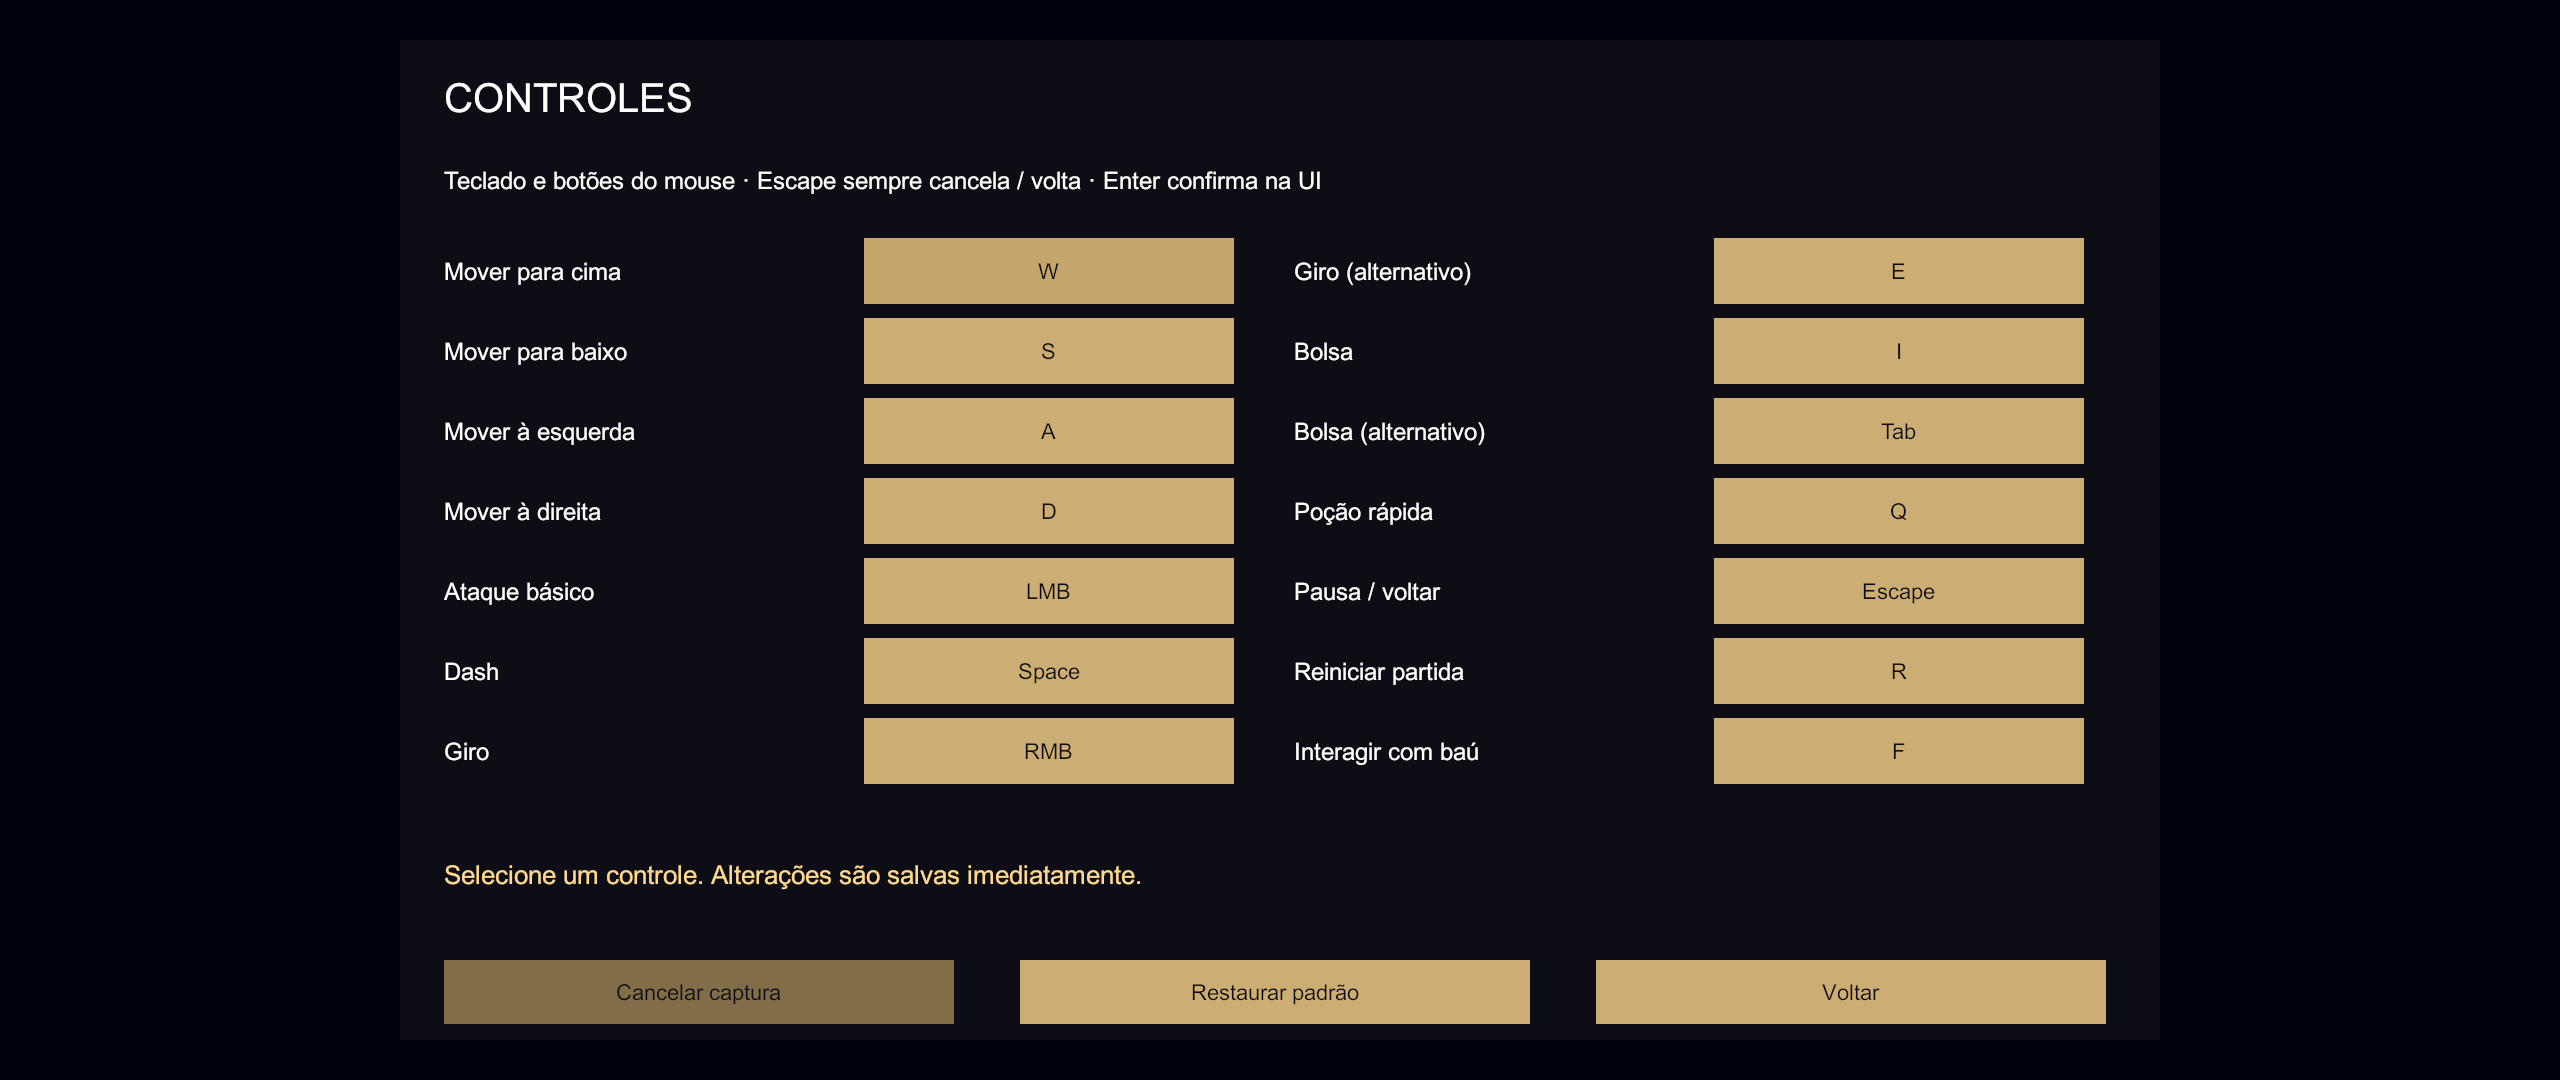 CONTROLES
Teclado e botões do mouse · Escape sempre cancela / volta · Enter confirma na UI
Mover para cima W Giro (alternativo) E
Mover para baixo S Bolsa I
Mover à esquerda A Bolsa (alternativo) Tab
Mover à direita D Poção rápida Q
Ataque básico LMB Pausa / voltar Escape
Dash Space Reiniciar partida R
Giro RMB Interagir com baú F
Selecione um controle. Alterações são salvas imediatamente.
Cancelar captura Restaurar padrão Voltar